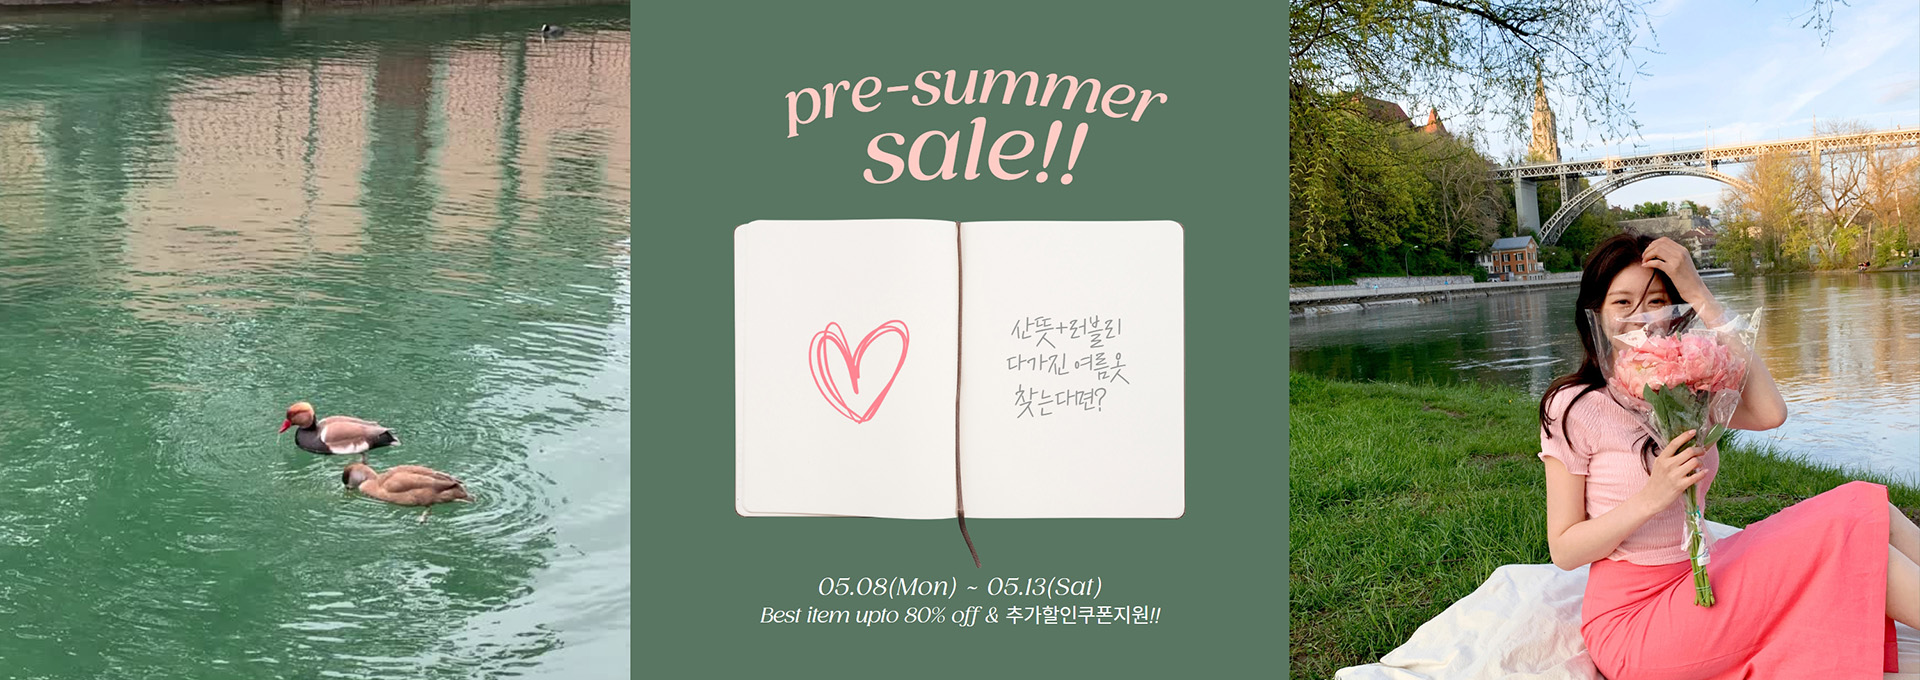 pre-summer
sale!!
산뜻+러블리
다가진 여름옷
찾는다면?
05.08(Mon) ~ 05.13(Sat)
Best item upto 80% off & 추가할인쿠폰지원!!